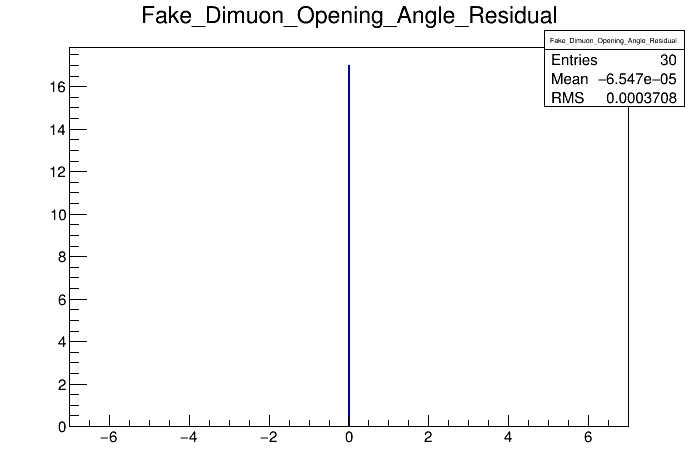 Fake_Dimuon_Opening_Angle_Residual
Fake_Dimuon_Opening_Angle_Residual
Entries 30
Mean −6.547e−05
RMS 0.0003708
16
14
12
10
8
6
4
2
0
−6 −4 −2 0 2 4 6